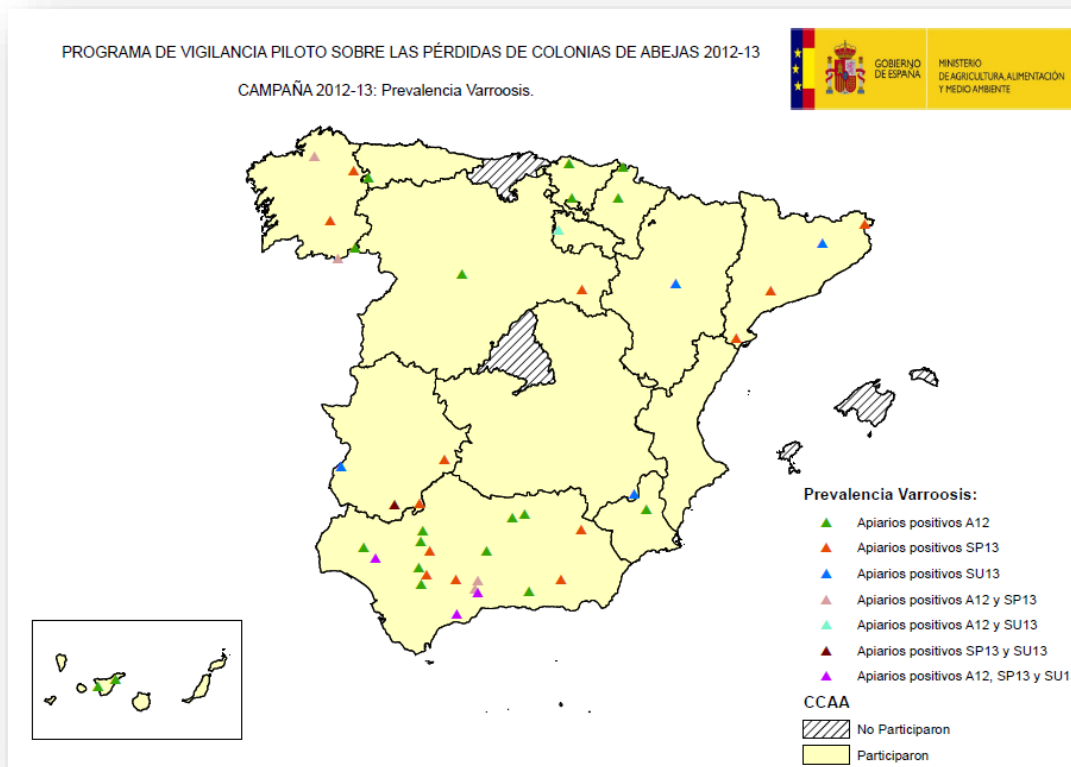 PROGRAMA DE VIGILANCIA PILOTO SOBRE LAS PÉRDIDAS DE COLONIAS DE ABEJAS 2012-13
CAMPAÑA 2012-13: Prevalencia Varroosis.
GOBIERNO
DE ESPAÑA
MINISTERIO
DE AGRICULTURA, ALIMENTACIÓN
Y MEDIO AMBIENTE
Prevalencia Varroosis:
Apiarios positivos A12
Apiarios positivos SP13
Apiarios positivos SU13
Apiarios positivos A12 y SP13
Apiarios positivos A12 y SU13
Apiarios positivos SP13 y SU13
Apiarios positivos A12, SP13 y SU1
CCAA
No Participaron
Participaron